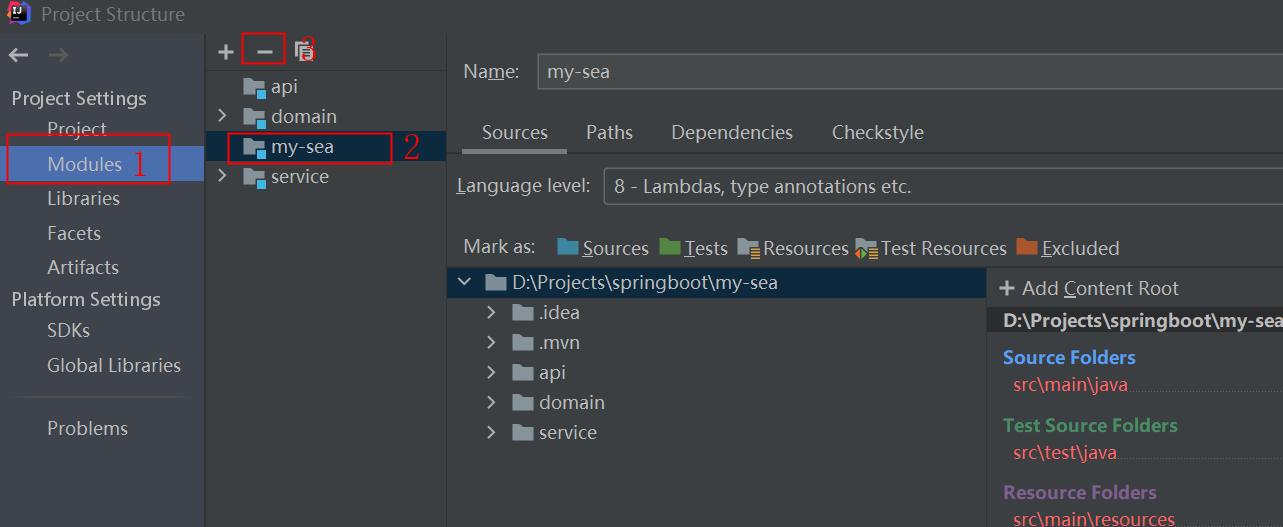 Project Structure
Project Settings
Project
Modules 1
Libraries
Facets
Artifacts
Platform Settings
SDKs
Global Libraries
Problems
3
api
domain
my-sea 2
service
Name: my-sea
Sources Paths Dependencies Checkstyle
Language level: 8 - Lambdas, type annotations etc.
Mark as: Sources Tests Resources Test Resources Excluded
D:\Projects\springboot\my-sea
.idea
.mvn
api
domain
service
+ Add Content Root
D:\Projects\springboot\my-sea
Source Folders
src\main\java
Test Source Folders
src\test\java
Resource Folders
src\main\resources